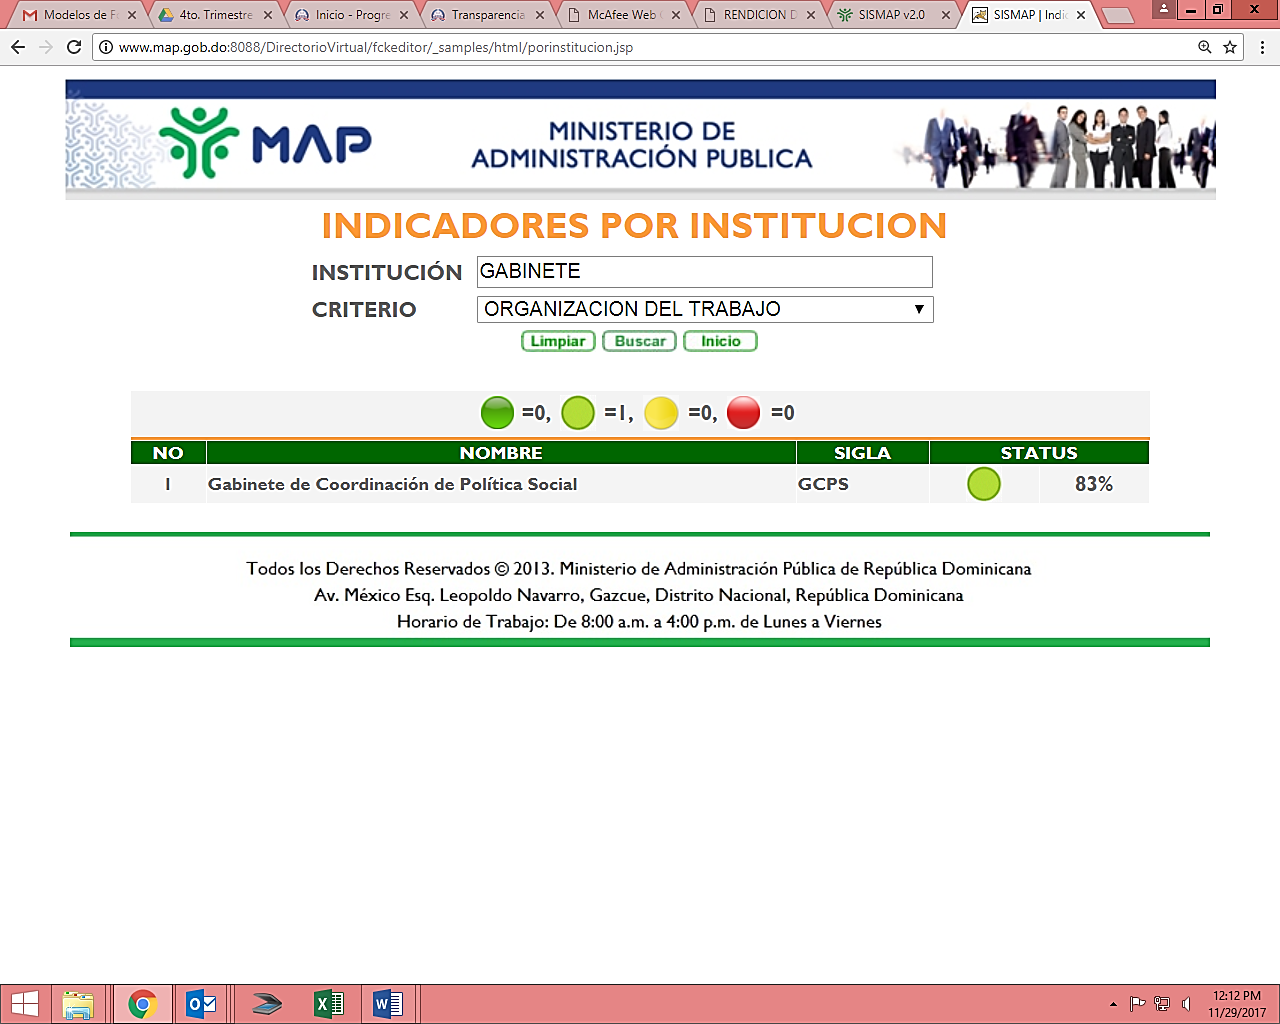 Modelos de F
4to. Trimestre
Inicio - Progre
Transparencia
McAfee Web
RENDICION D
SISMAP v2.0
SISMAP | Indi
www.map.gob.do:8088/DirectorioVirtual/fckeditor/_samples/html/porinstitucion.jsp
MAP
MINISTERIO DE
ADMINISTRACIÓN PUBLICA
INDICADORES POR INSTITUCION
INSTITUCIÓN GABINETE
CRITERIO ORGANIZACION DEL TRABAJO
Limpiar Buscar Inicio
=0, =1, =0, =0
NO NOMBRE SIGLA STATUS
1 Gabinete de Coordinación de Política Social GCPS 83%
Todos los Derechos Reservados © 2013. Ministerio de Administración Pública de República Dominicana
Av. México Esq. Leopoldo Navarro, Gazcue, Distrito Nacional, República Dominicana
Horario de Trabajo: De 8:00 a.m. a 4:00 p.m. de Lunes a Viernes
12:12 PM
11/29/2017